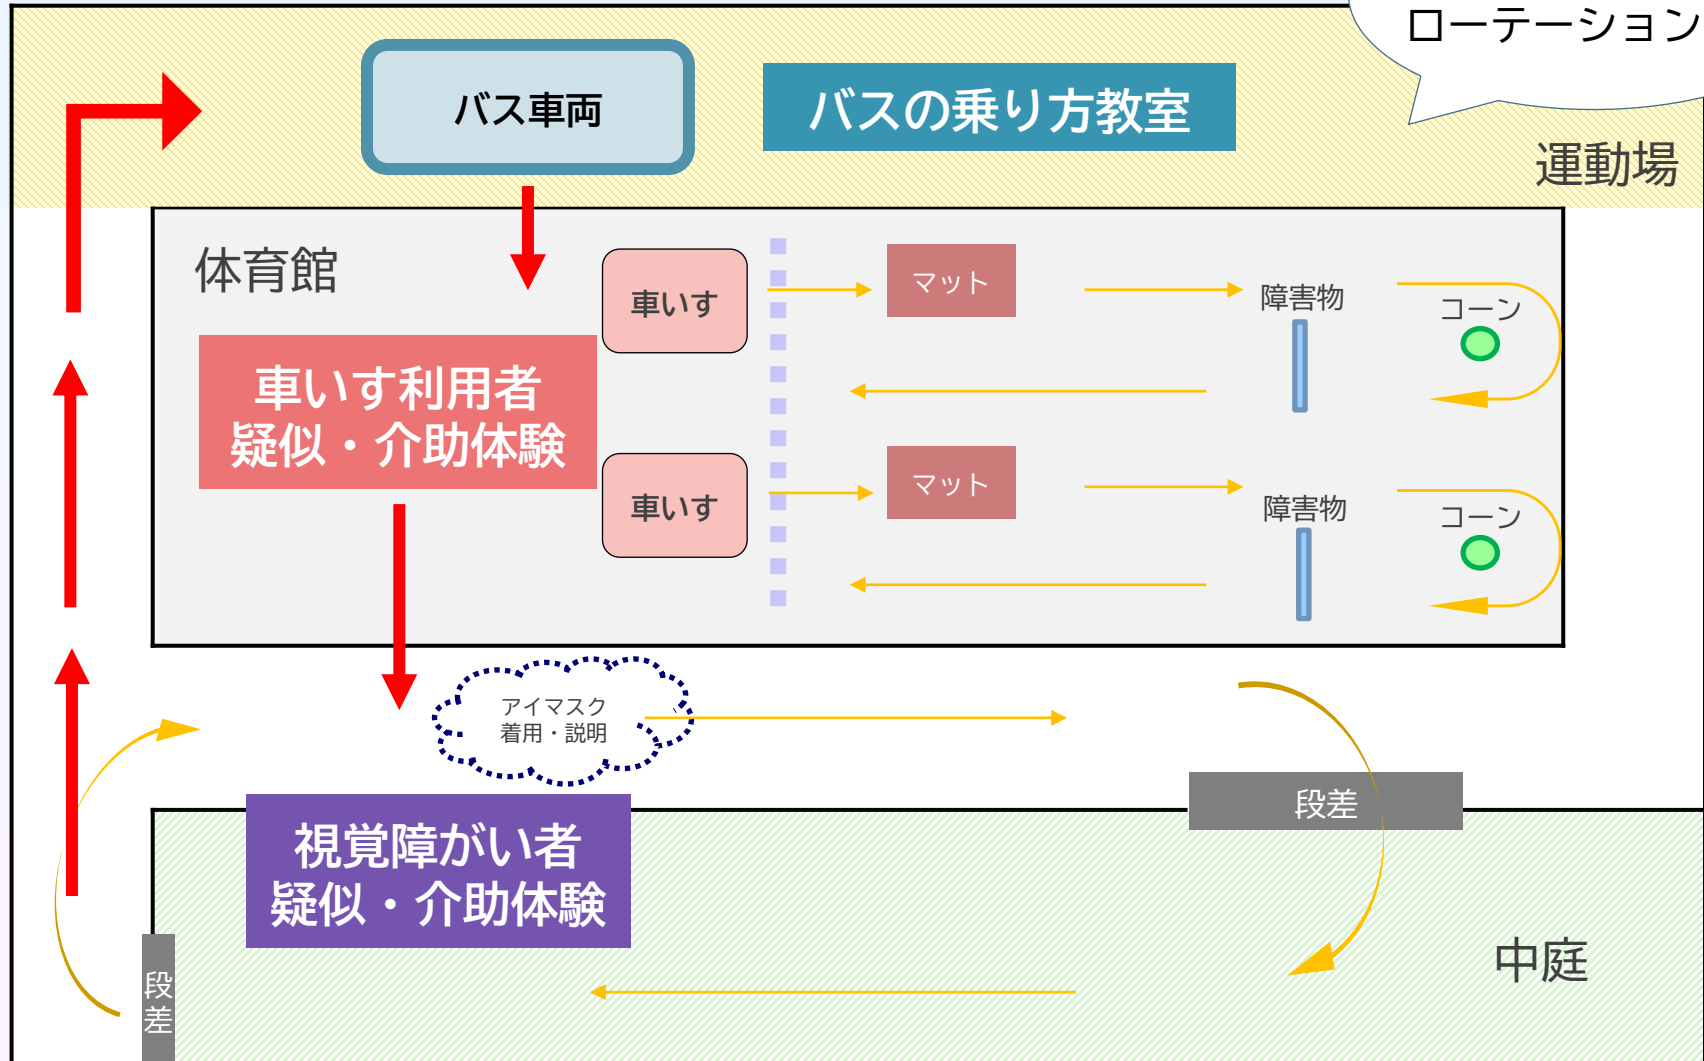 ローテーション
バス車両
バスの乗り方教室
運動場
体育館
車いす
マット
障害物
コーン
車いす利用者
疑似・介助体験
車いす
マット
障害物
コーン
アイマスク
着用・説明
段差
視覚障がい者
疑似・介助体験
中庭
段
差